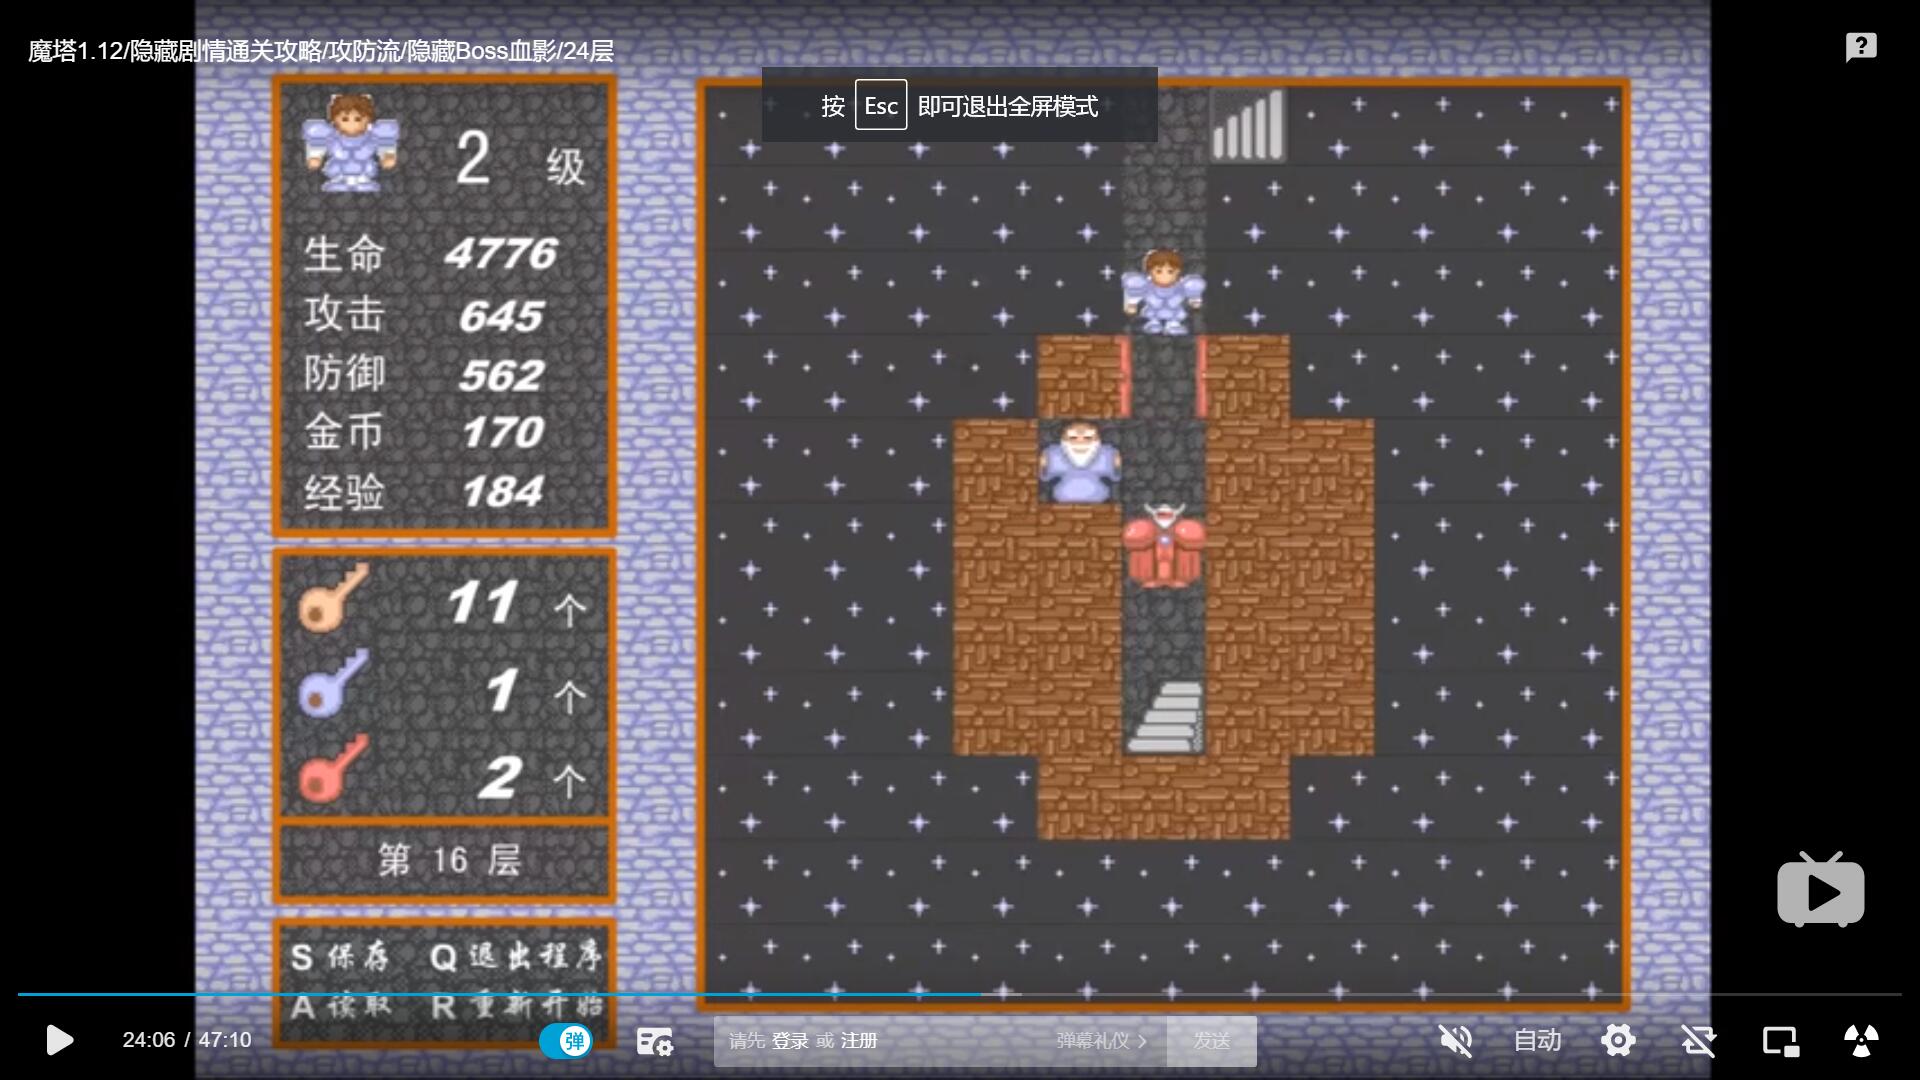 魔塔1.12/隐藏剧情通关攻略/攻防流/隐藏Boss血影/24层
按 Esc 即可退出全屏模式
2 级
生命 4776
攻击 645
防御 562
金币 170
经验 184
11 个
1 个
2 个
第 16 层
S 保存 Q 退出程序
A 读取 R 重新开始
24:06 / 47:10
弹
请先 登录 或 注册
弹幕礼仪 >
发送
自动